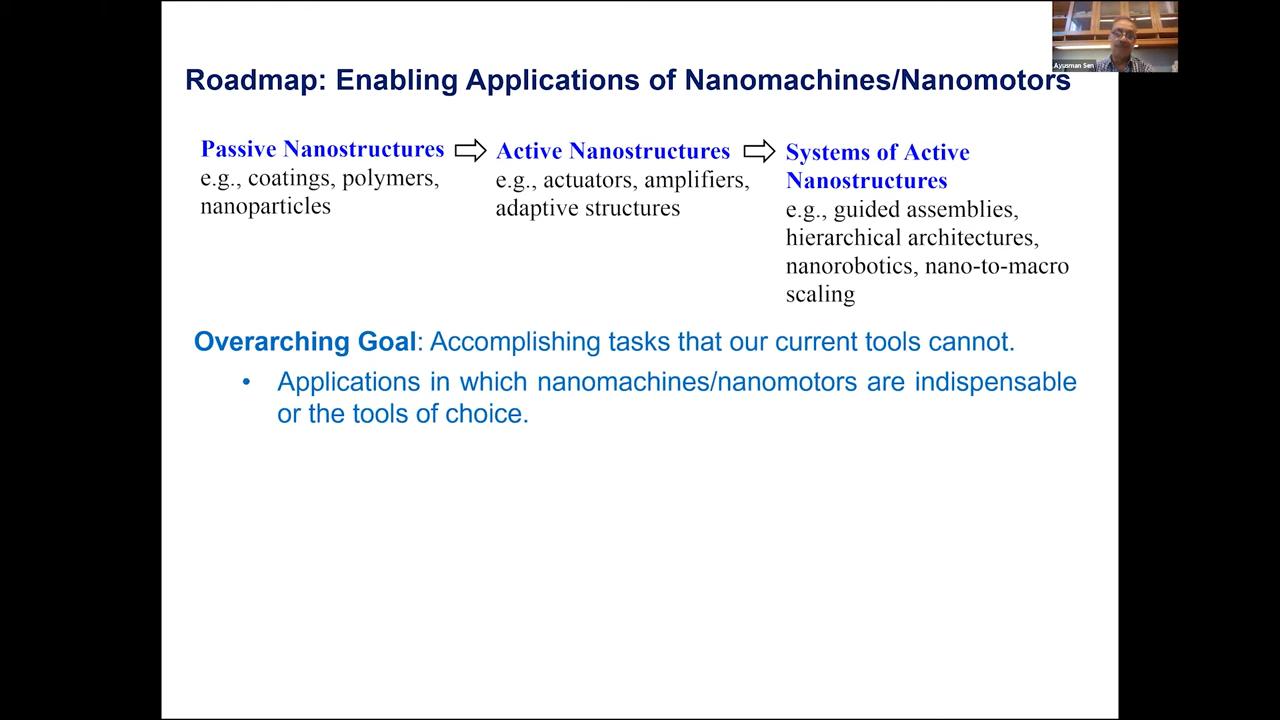 Ayusman Sen
Roadmap: Enabling Applications of Nanomachines/Nanomotors
Passive Nanostructures
e.g., coatings, polymers,
nanoparticles
Active Nanostructures
e.g., actuators, amplifiers,
adaptive structures
Systems of Active
Nanostructures
e.g., guided assemblies,
hierarchical architectures,
nanorobotics, nano-to-macro
scaling
Overarching Goal: Accomplishing tasks that our current tools cannot.
• Applications in which nanomachines/nanomotors are indispensable
or the tools of choice.